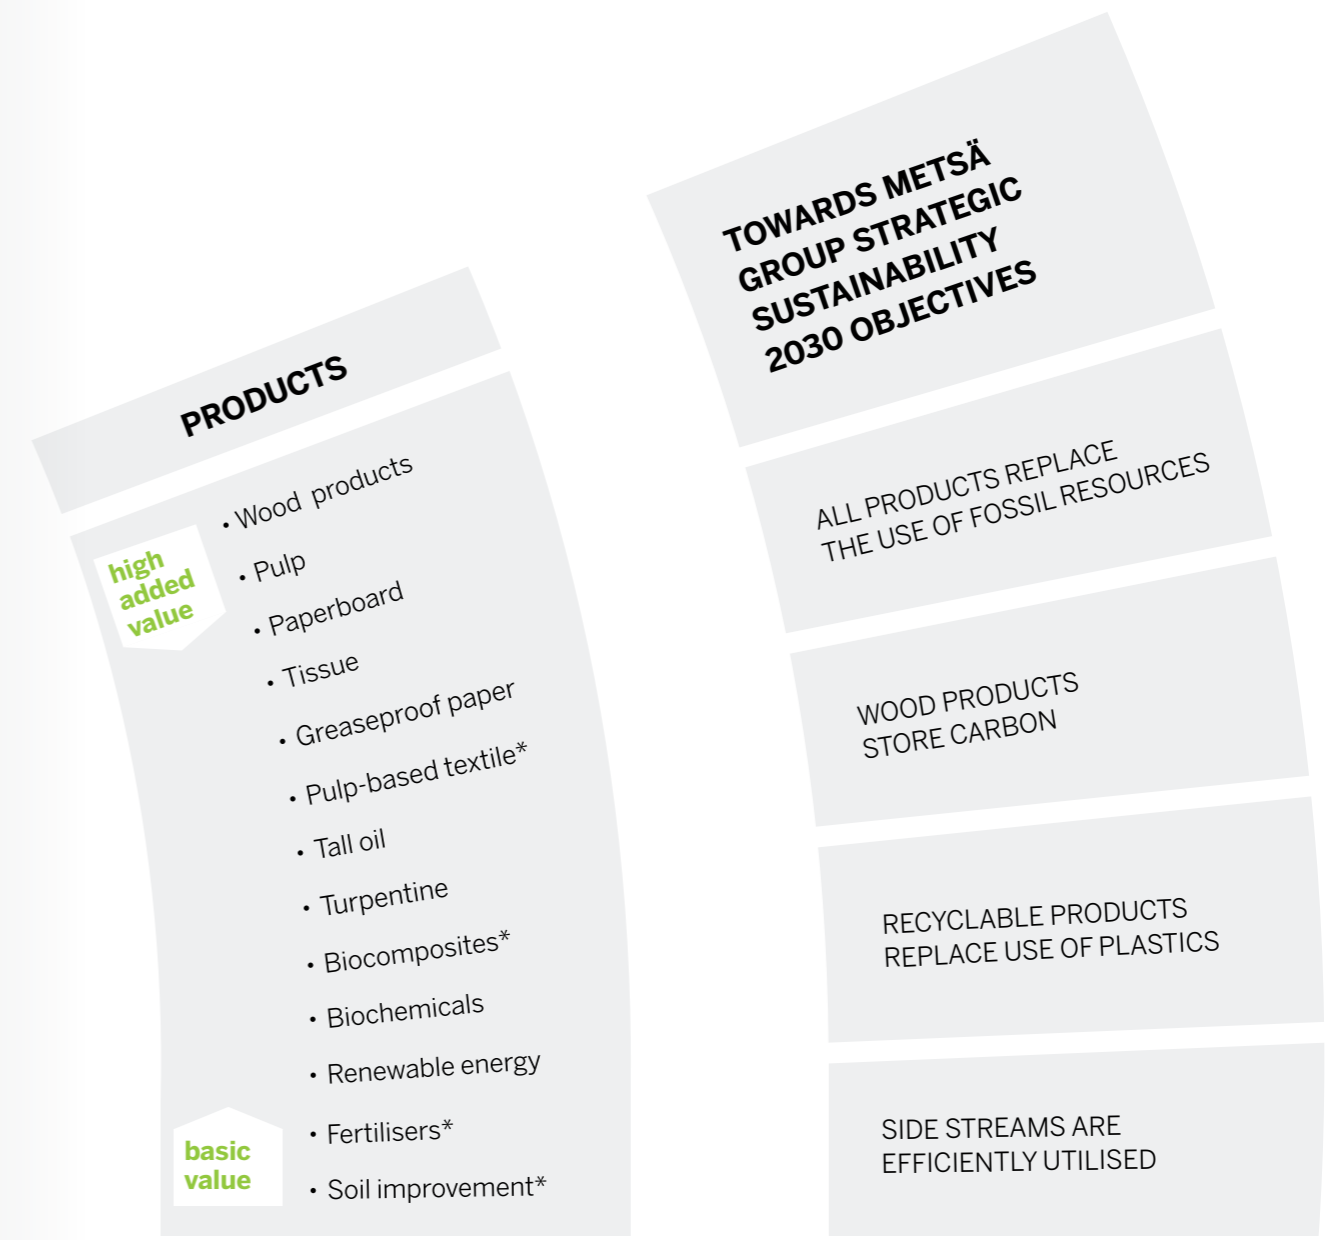 PRODUCTS
high
added
value
• Wood products
• Pulp
• Paperboard
• Tissue
• Greaseproof paper
• Pulp-based textile*
• Tall oil
• Turpentine
• Biocomposites*
• Biochemicals
• Renewable energy
• Fertilisers*
• Soil improvement*
basic
value
TOWARDS METSÄ
GROUP STRATEGIC
SUSTAINABILITY
2030 OBJECTIVES
ALL PRODUCTS REPLACE
THE USE OF FOSSIL RESOURCES
WOOD PRODUCTS
STORE CARBON
RECYCLABLE PRODUCTS
REPLACE USE OF PLASTICS
SIDE STREAMS ARE
EFFICIENTLY UTILISED